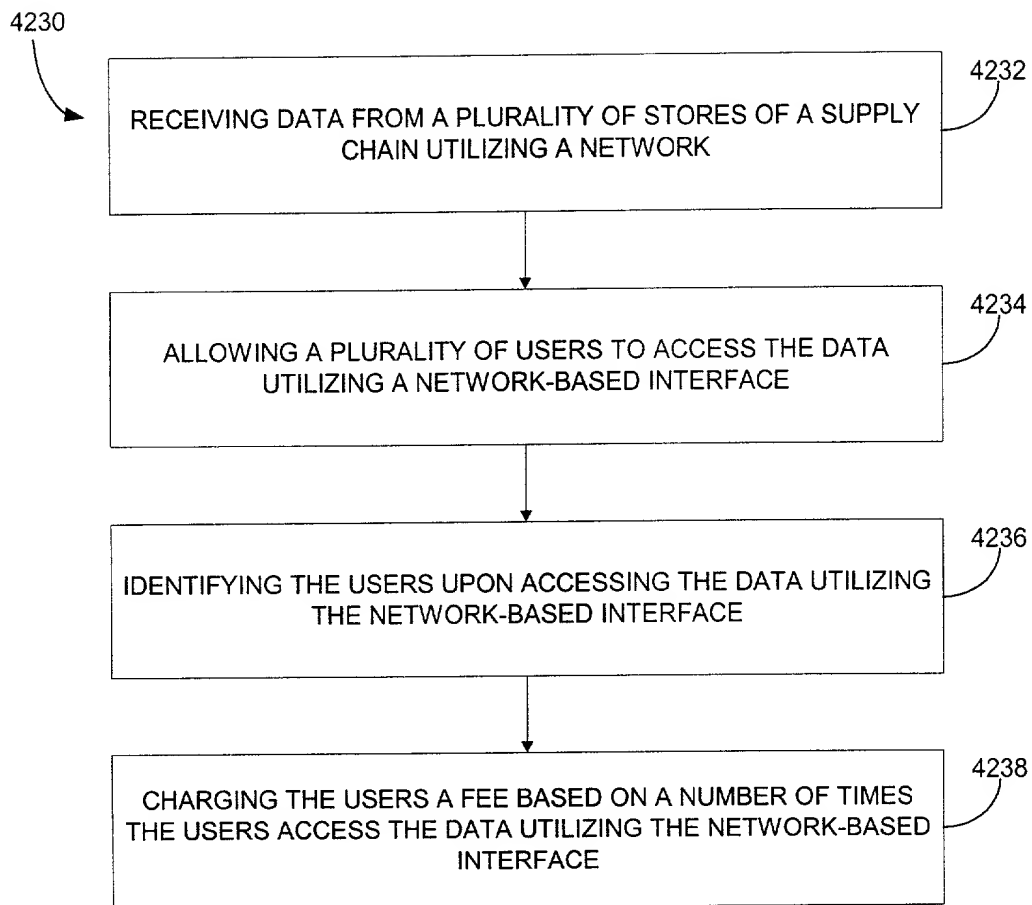 4230
4232
RECEIVING DATA FROM A PLURALITY OF STORES OF A SUPPLY
CHAIN UTILIZING A NETWORK
4234
ALLOWING A PLURALITY OF USERS TO ACCESS THE DATA
UTILIZING A NETWORK-BASED INTERFACE
4236
IDENTIFYING THE USERS UPON ACCESSING THE DATA UTILIZING
THE NETWORK-BASED INTERFACE
4238
CHARGING THE USERS A FEE BASED ON A NUMBER OF TIMES
THE USERS ACCESS THE DATA UTILIZING THE NETWORK-BASED
INTERFACE